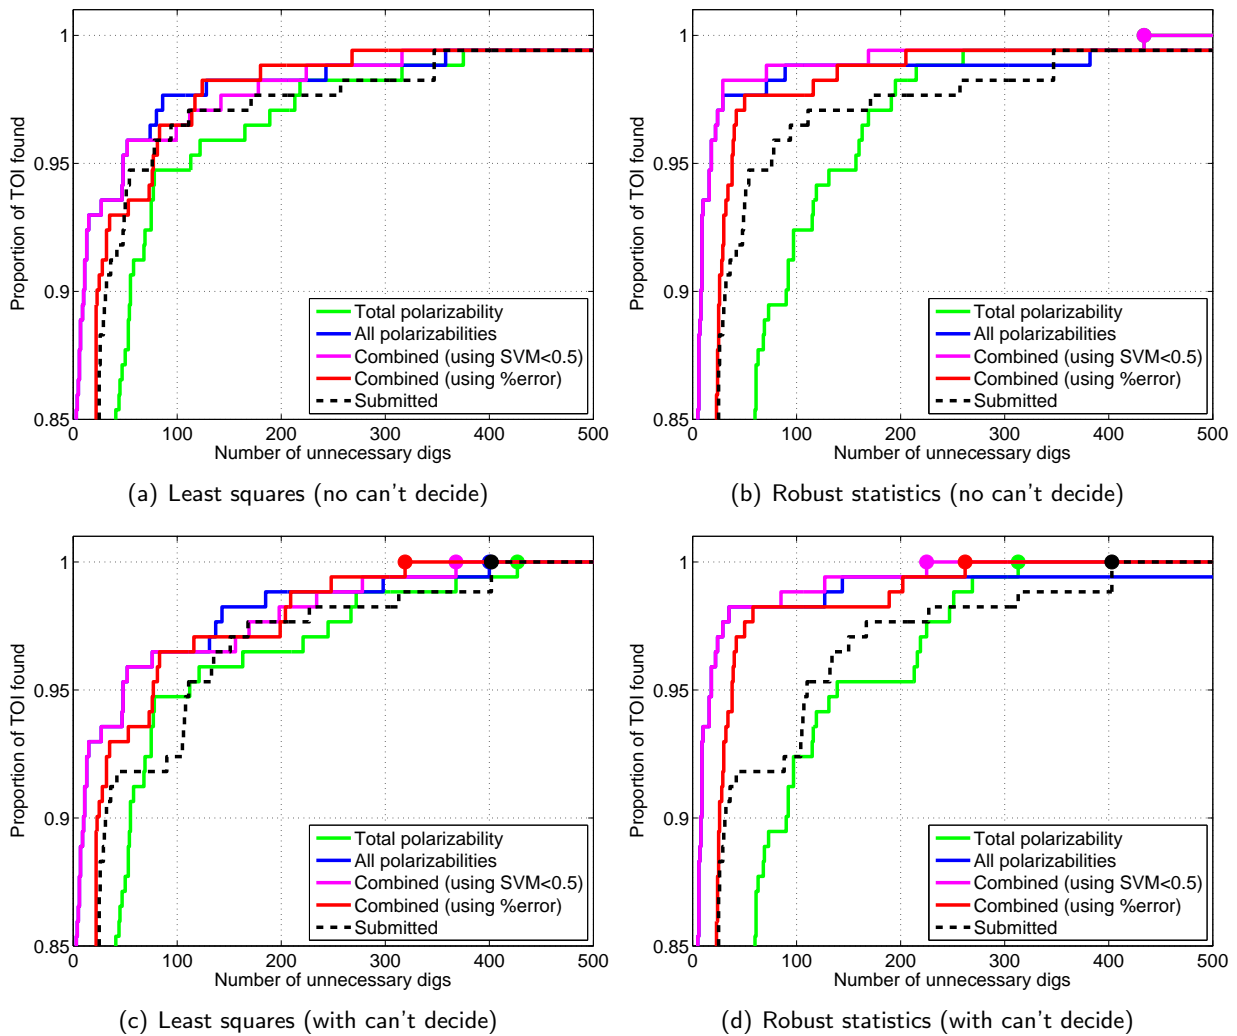 1
0.95
0.9
0.85
Proportion of TOI found
Total polarizability
All polarizabilities
Combined (using SVM<0.5)
Combined (using %error)
Submitted
0 100 200 300 400 500
Number of unnecessary digs
(a) Least squares (no can't decide)
1
0.95
0.9
0.85
Proportion of TOI found
Total polarizability
All polarizabilities
Combined (using SVM<0.5)
Combined (using %error)
Submitted
0 100 200 300 400 500
Number of unnecessary digs
(b) Robust statistics (no can't decide)
1
0.95
0.9
0.85
Proportion of TOI found
Total polarizability
All polarizabilities
Combined (using SVM<0.5)
Combined (using %error)
Submitted
0 100 200 300 400 500
Number of unnecessary digs
(c) Least squares (with can't decide)
1
0.95
0.9
0.85
Proportion of TOI found
Total polarizability
All polarizabilities
Combined (using SVM<0.5)
Combined (using %error)
Submitted
0 100 200 300 400 500
Number of unnecessary digs
(d) Robust statistics (with can't decide)